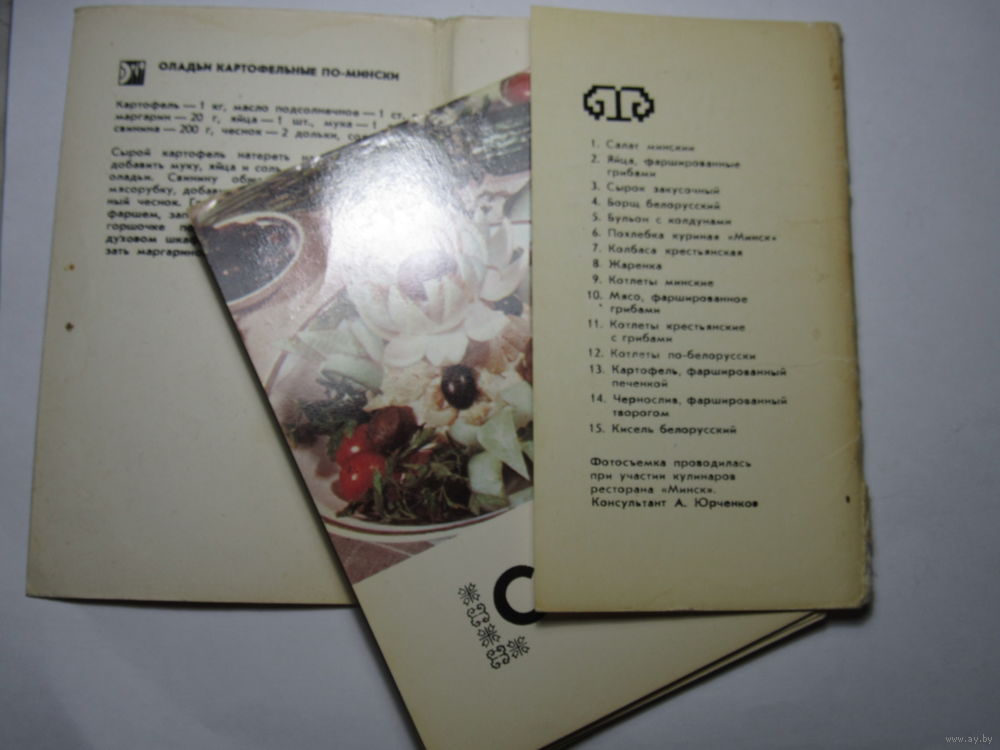 ОЛАДЬИ КАРТОФЕЛЬНЫЕ ПО-МИНСКИ
Картофель — 1 кг, масло подсолнечное — 1 ст.
маргарин — 20 г, яйца — 1 шт., мука — 1
свинина — 200 г, чеснок — 2 дольки,
Сырой картофель натереть
добавить муку, яйца и соль
оладьи. Свинину
мясорубку,
ный чеснок.
фаршем,
горшочке
духовом
зать
1. Салат минский
2. Яйца, фаршированные
грибами
3. Сырок закусочный
4. Борщ белорусский
5. Бульон с колдунами
6. Похлебка куриная «Минск»
7. Колбаса крестьянская
8. Жаренка
9. Котлеты минские
10. Мясо, фаршированное
грибами
11. Котлеты крестьянские
с грибами
12. Котлеты по-белорусски
13. Картофель, фаршированный
печенкой
14. Чернослив, фаршированный
творогом
15. Кисель белорусский
Фотосъемка проводилась
при участии кулинаров
ресторана «Минск».
Консультант А. Юрченков
www.ay.by